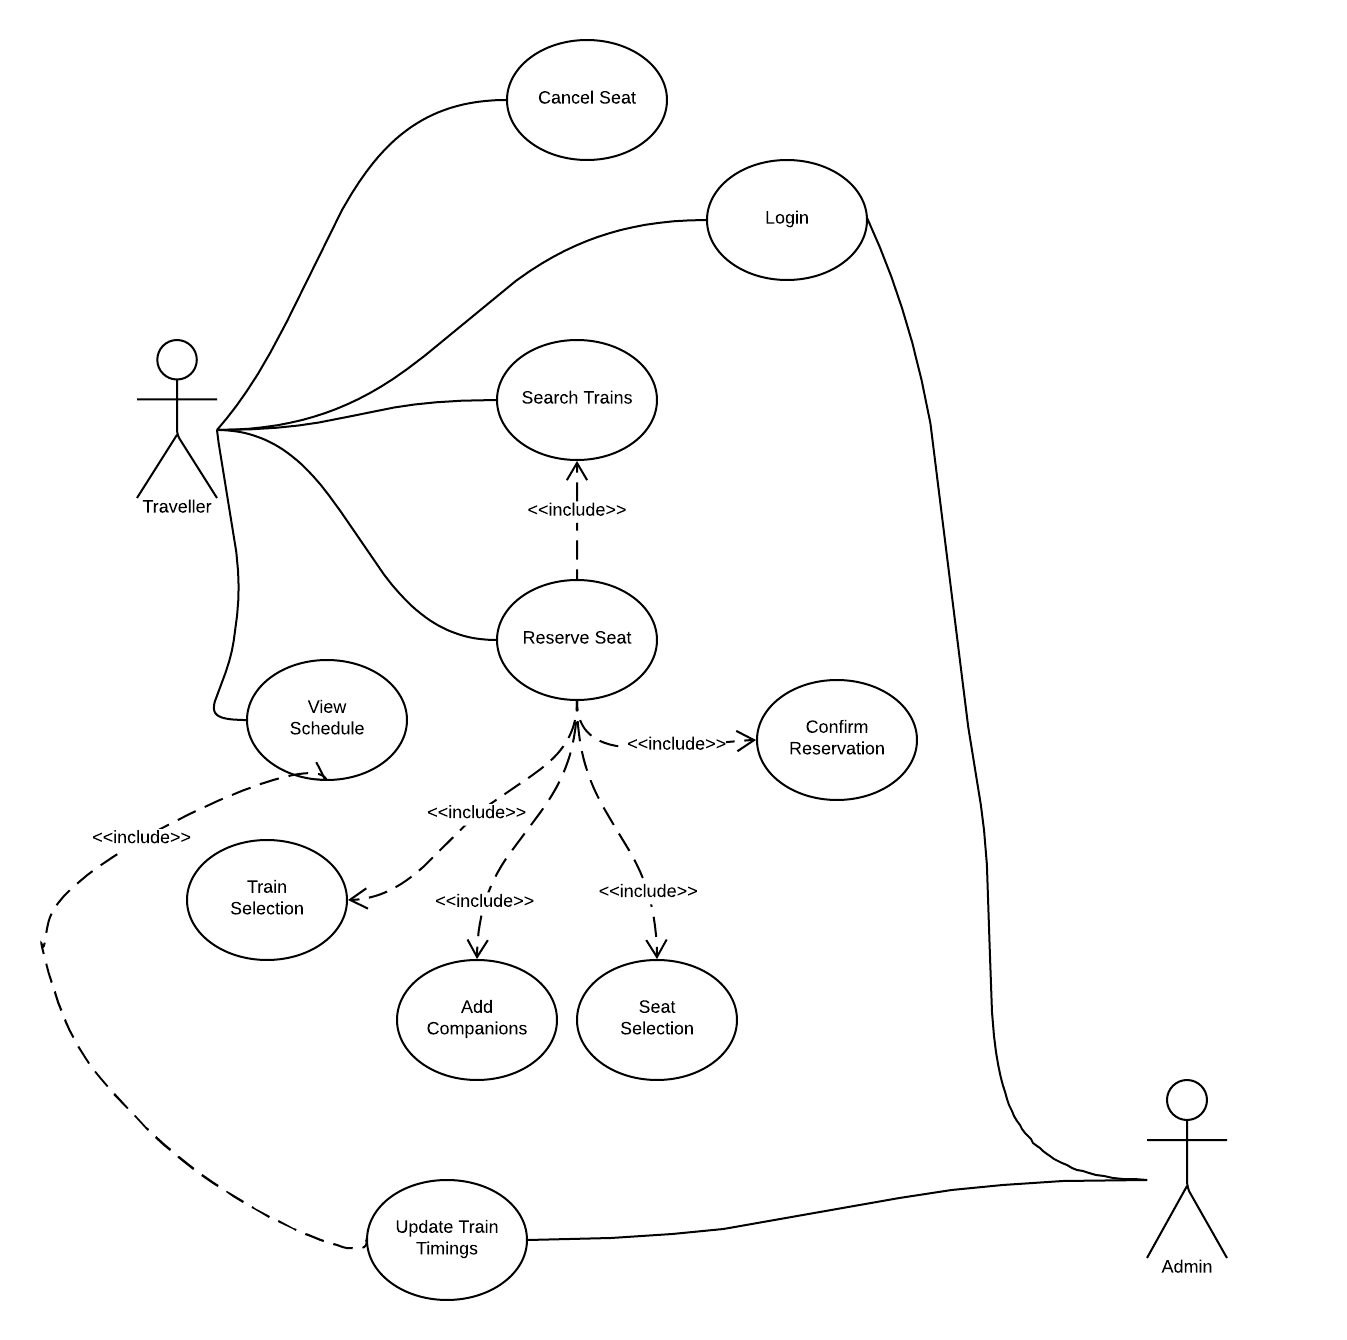 Cancel Seat
Login
Search Trains
Traveller
<<include>>
Reserve Seat
View
Schedule
Confirm
Reservation
<<include>>
<<include>>
<<include>>
Train
Selection
<<include>>
<<include>>
Add
Companions
Seat
Selection
Update Train
Timings
Admin